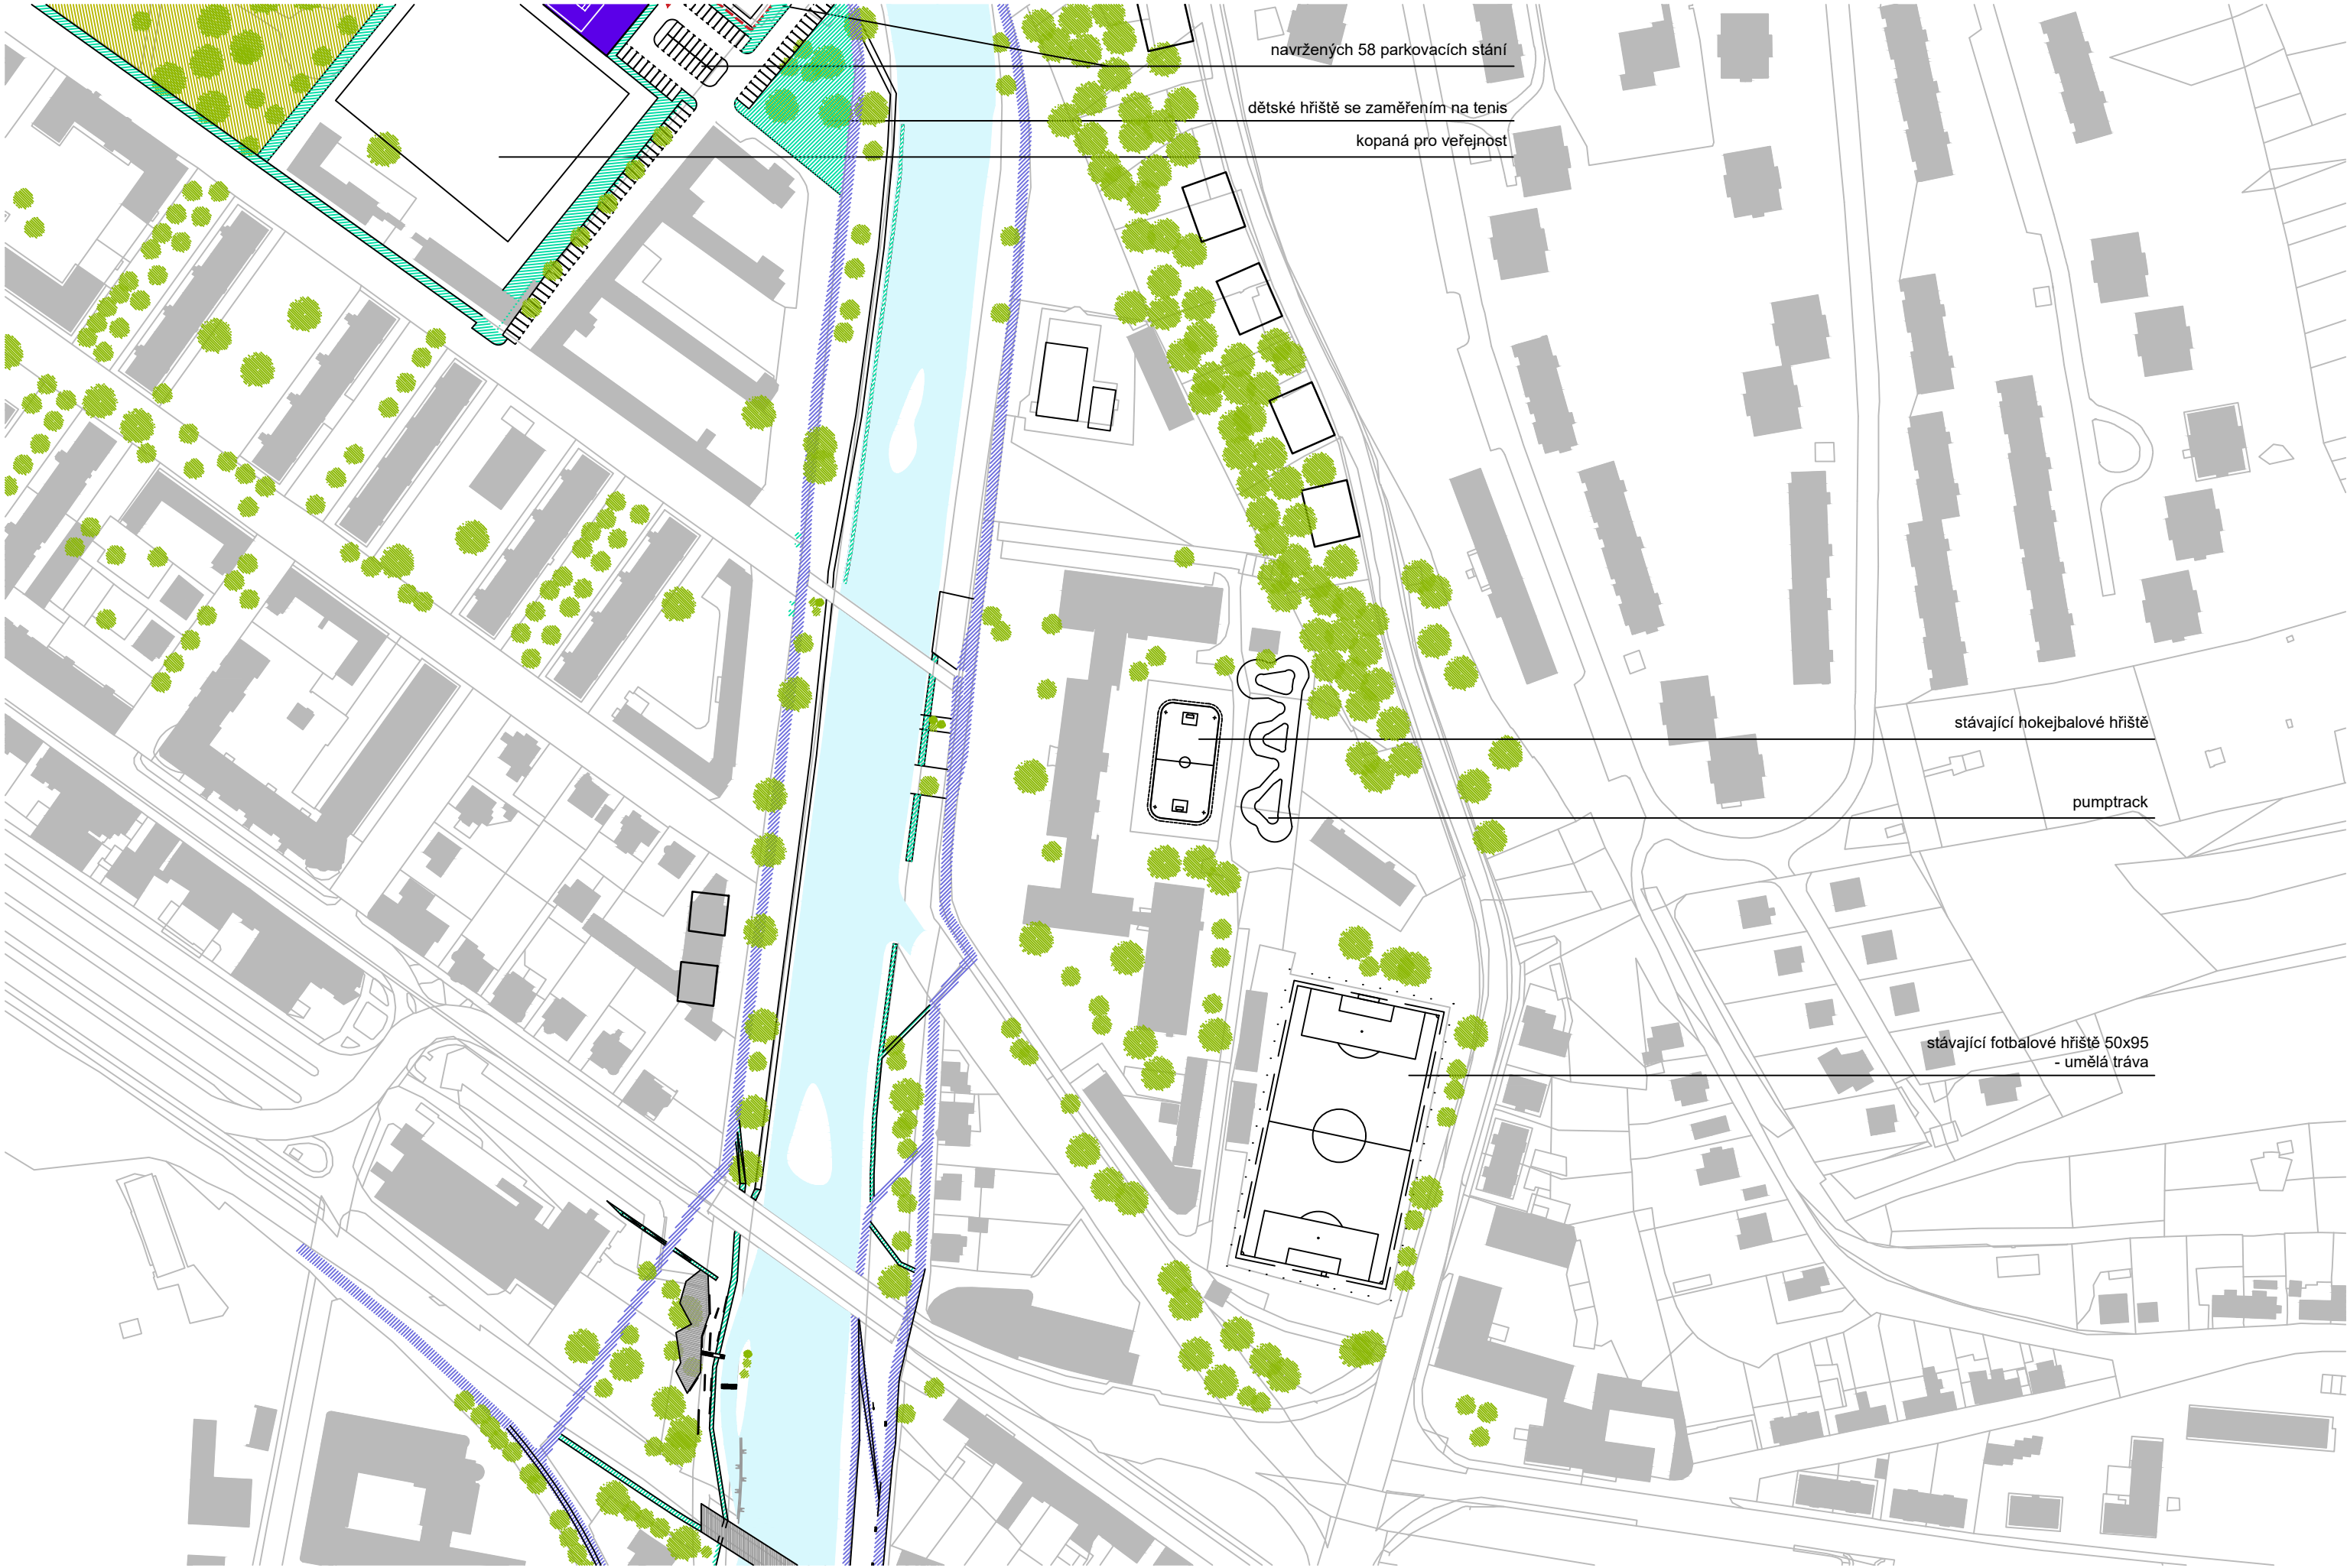 navržených 58 parkovacích stání
dětské hřiště se zaměřením na tenis
kopaná pro veřejnost
stávající hokejbalové hřiště
pumptrack
stávající fotbalové hřiště 50x95
- umělá tráva